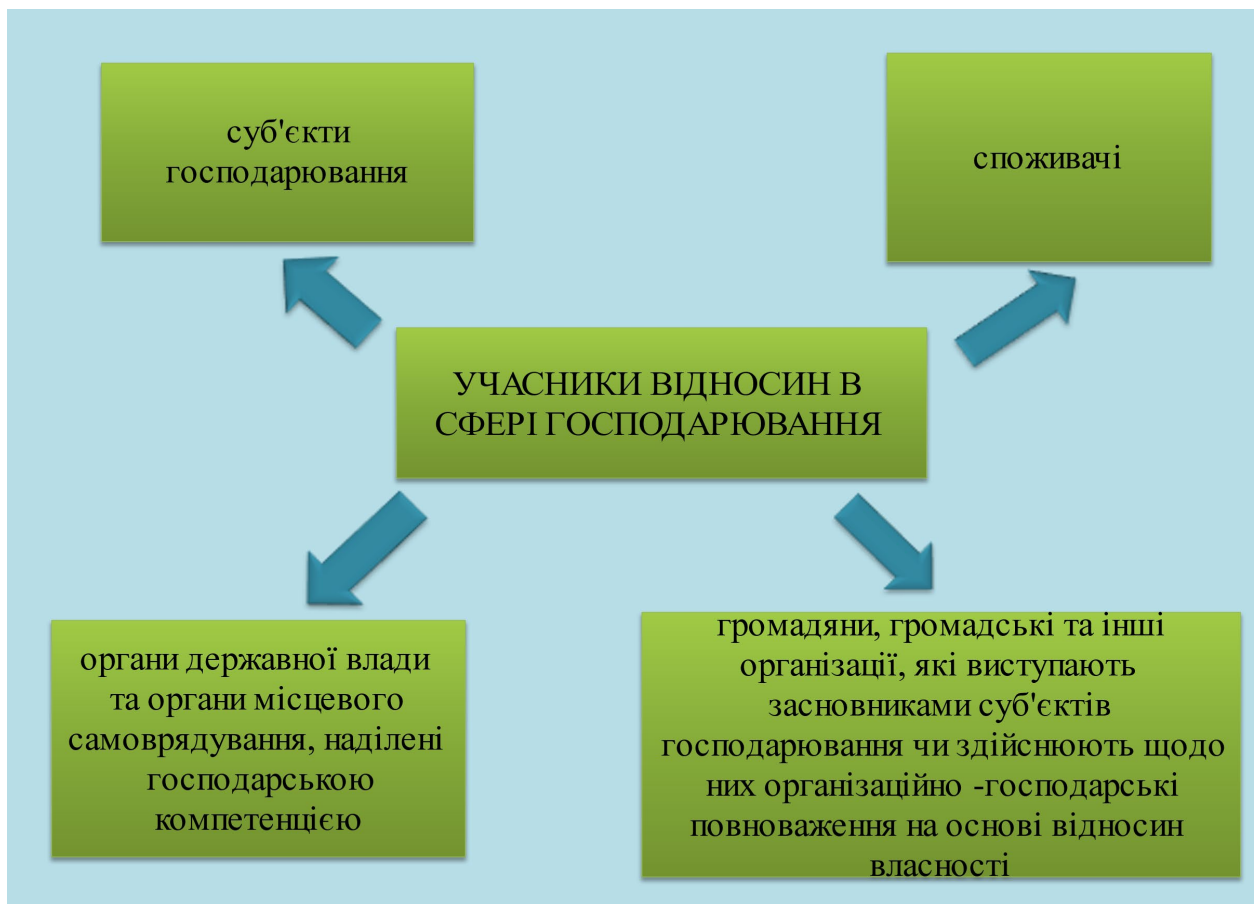 суб'єкти
господарювання
споживачі
УЧАСНИКИ ВІДНОСИН В
СФЕРІ ГОСПОДАРЮВАННЯ
органи державної влади
та органи місцевого
самоврядування, наділені
господарською
компетенцією
громадяни, громадські та інші
організації, які виступають
засновниками суб'єктів
господарювання чи здійснюють щодо
них організаційно -господарські
повноваження на основі відносин
власності